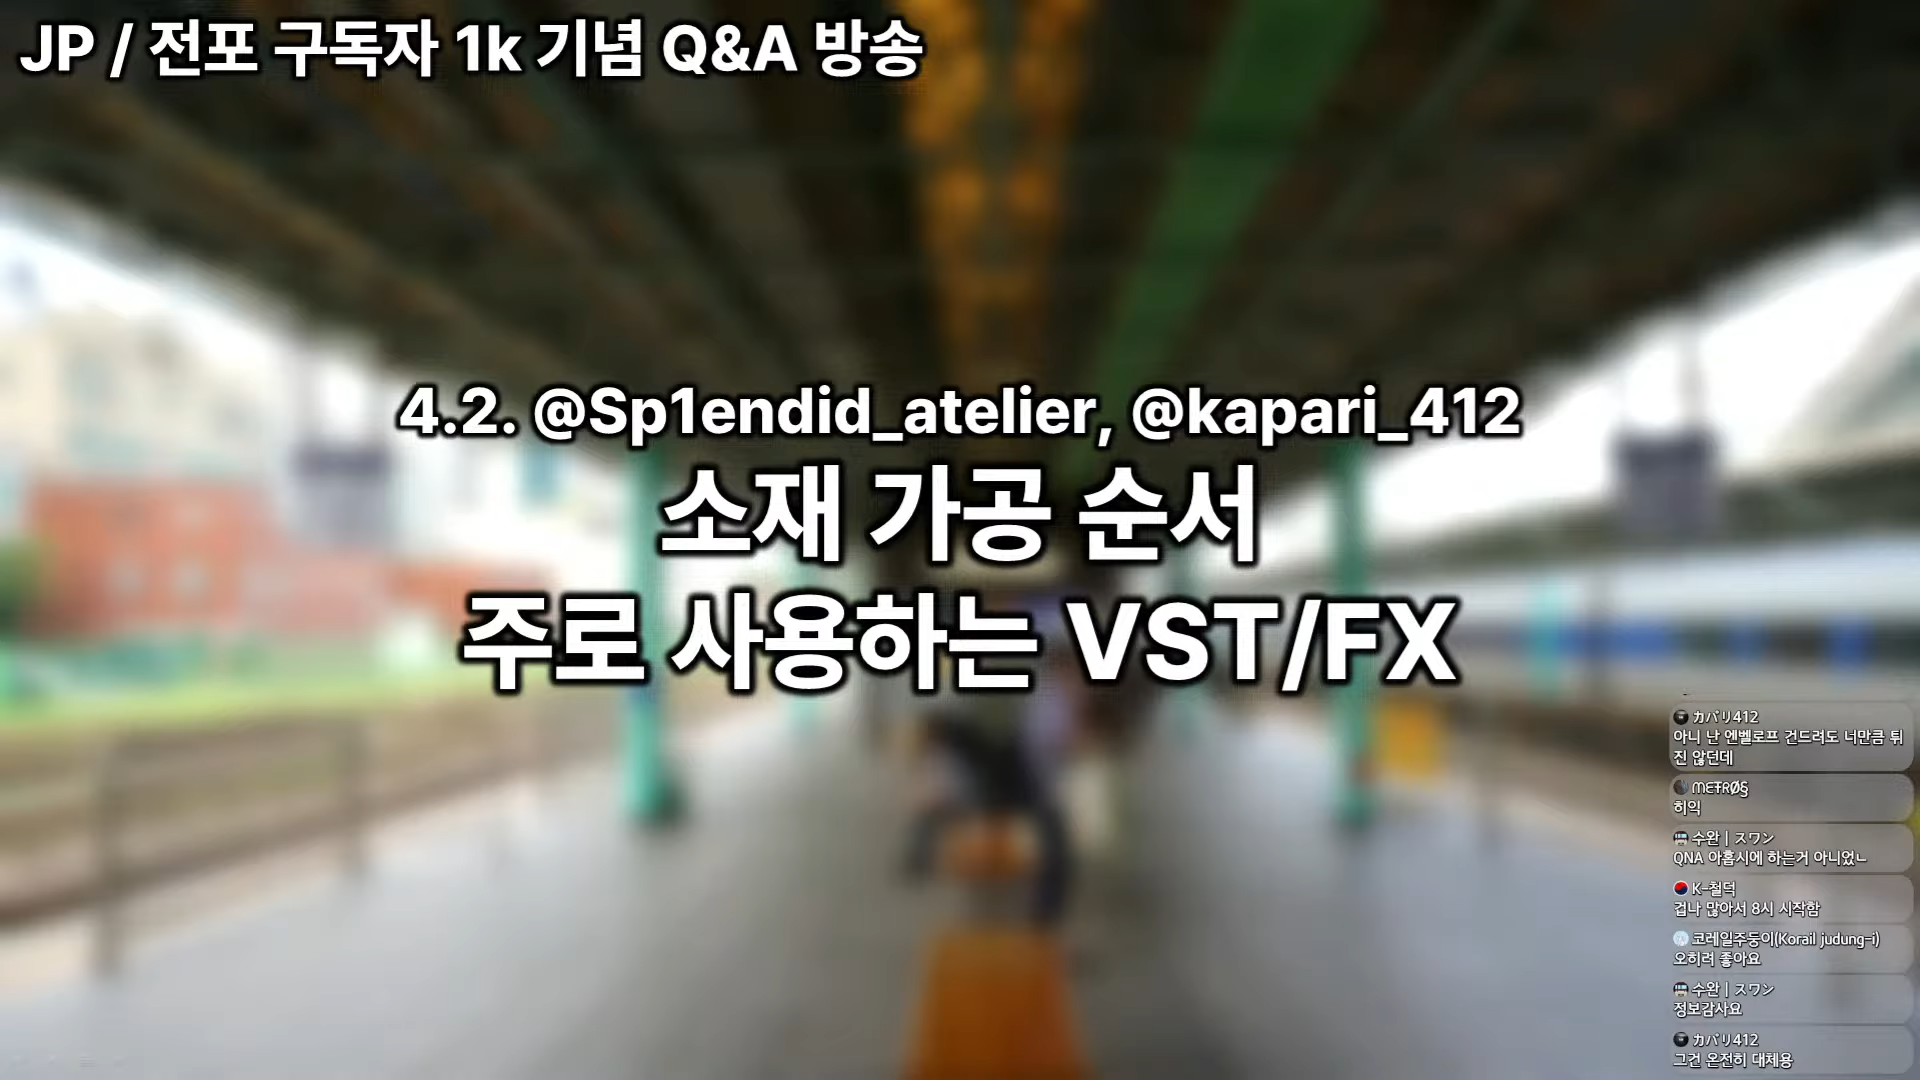 JP / 전포 구독자 1k 기념 Q&A 방송
4.2. @Sp1endid_atelier, @kapari_412
소재 가공 순서
주로 사용하는 VST/FX
カパリ412
아니 난 엔벨로프 건드려도 너만큼 튀
진 않던데
ᗰ€ŦŖØ§
히익
수완 | スワン
QNA 아홉시에 하는거 아니었ㄴ
K-철덕
겁나 많아서 8시 시작함
코레일주둥이(Korail judung-i)
오히려 좋아요
수완 | スワン
정보감사요
カパリ412
그건 온전히 대체용